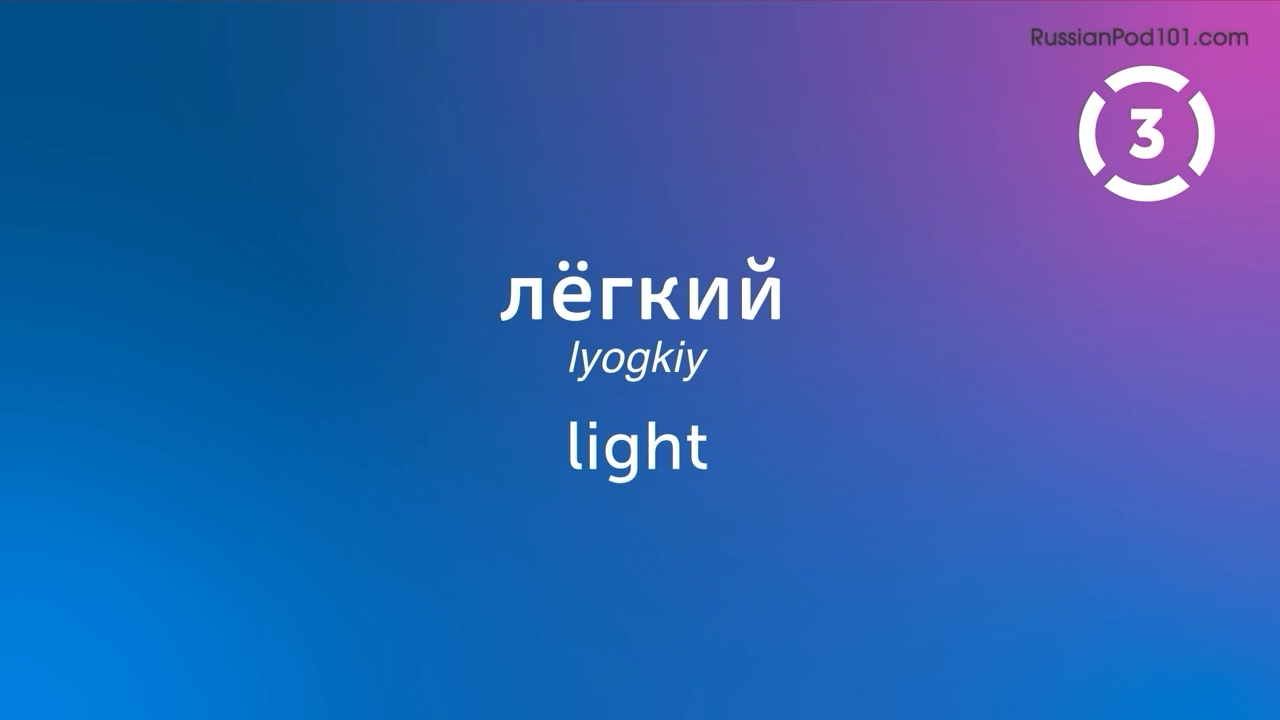 RussianPod101.com
3
лёгкий
lyogkiy
light